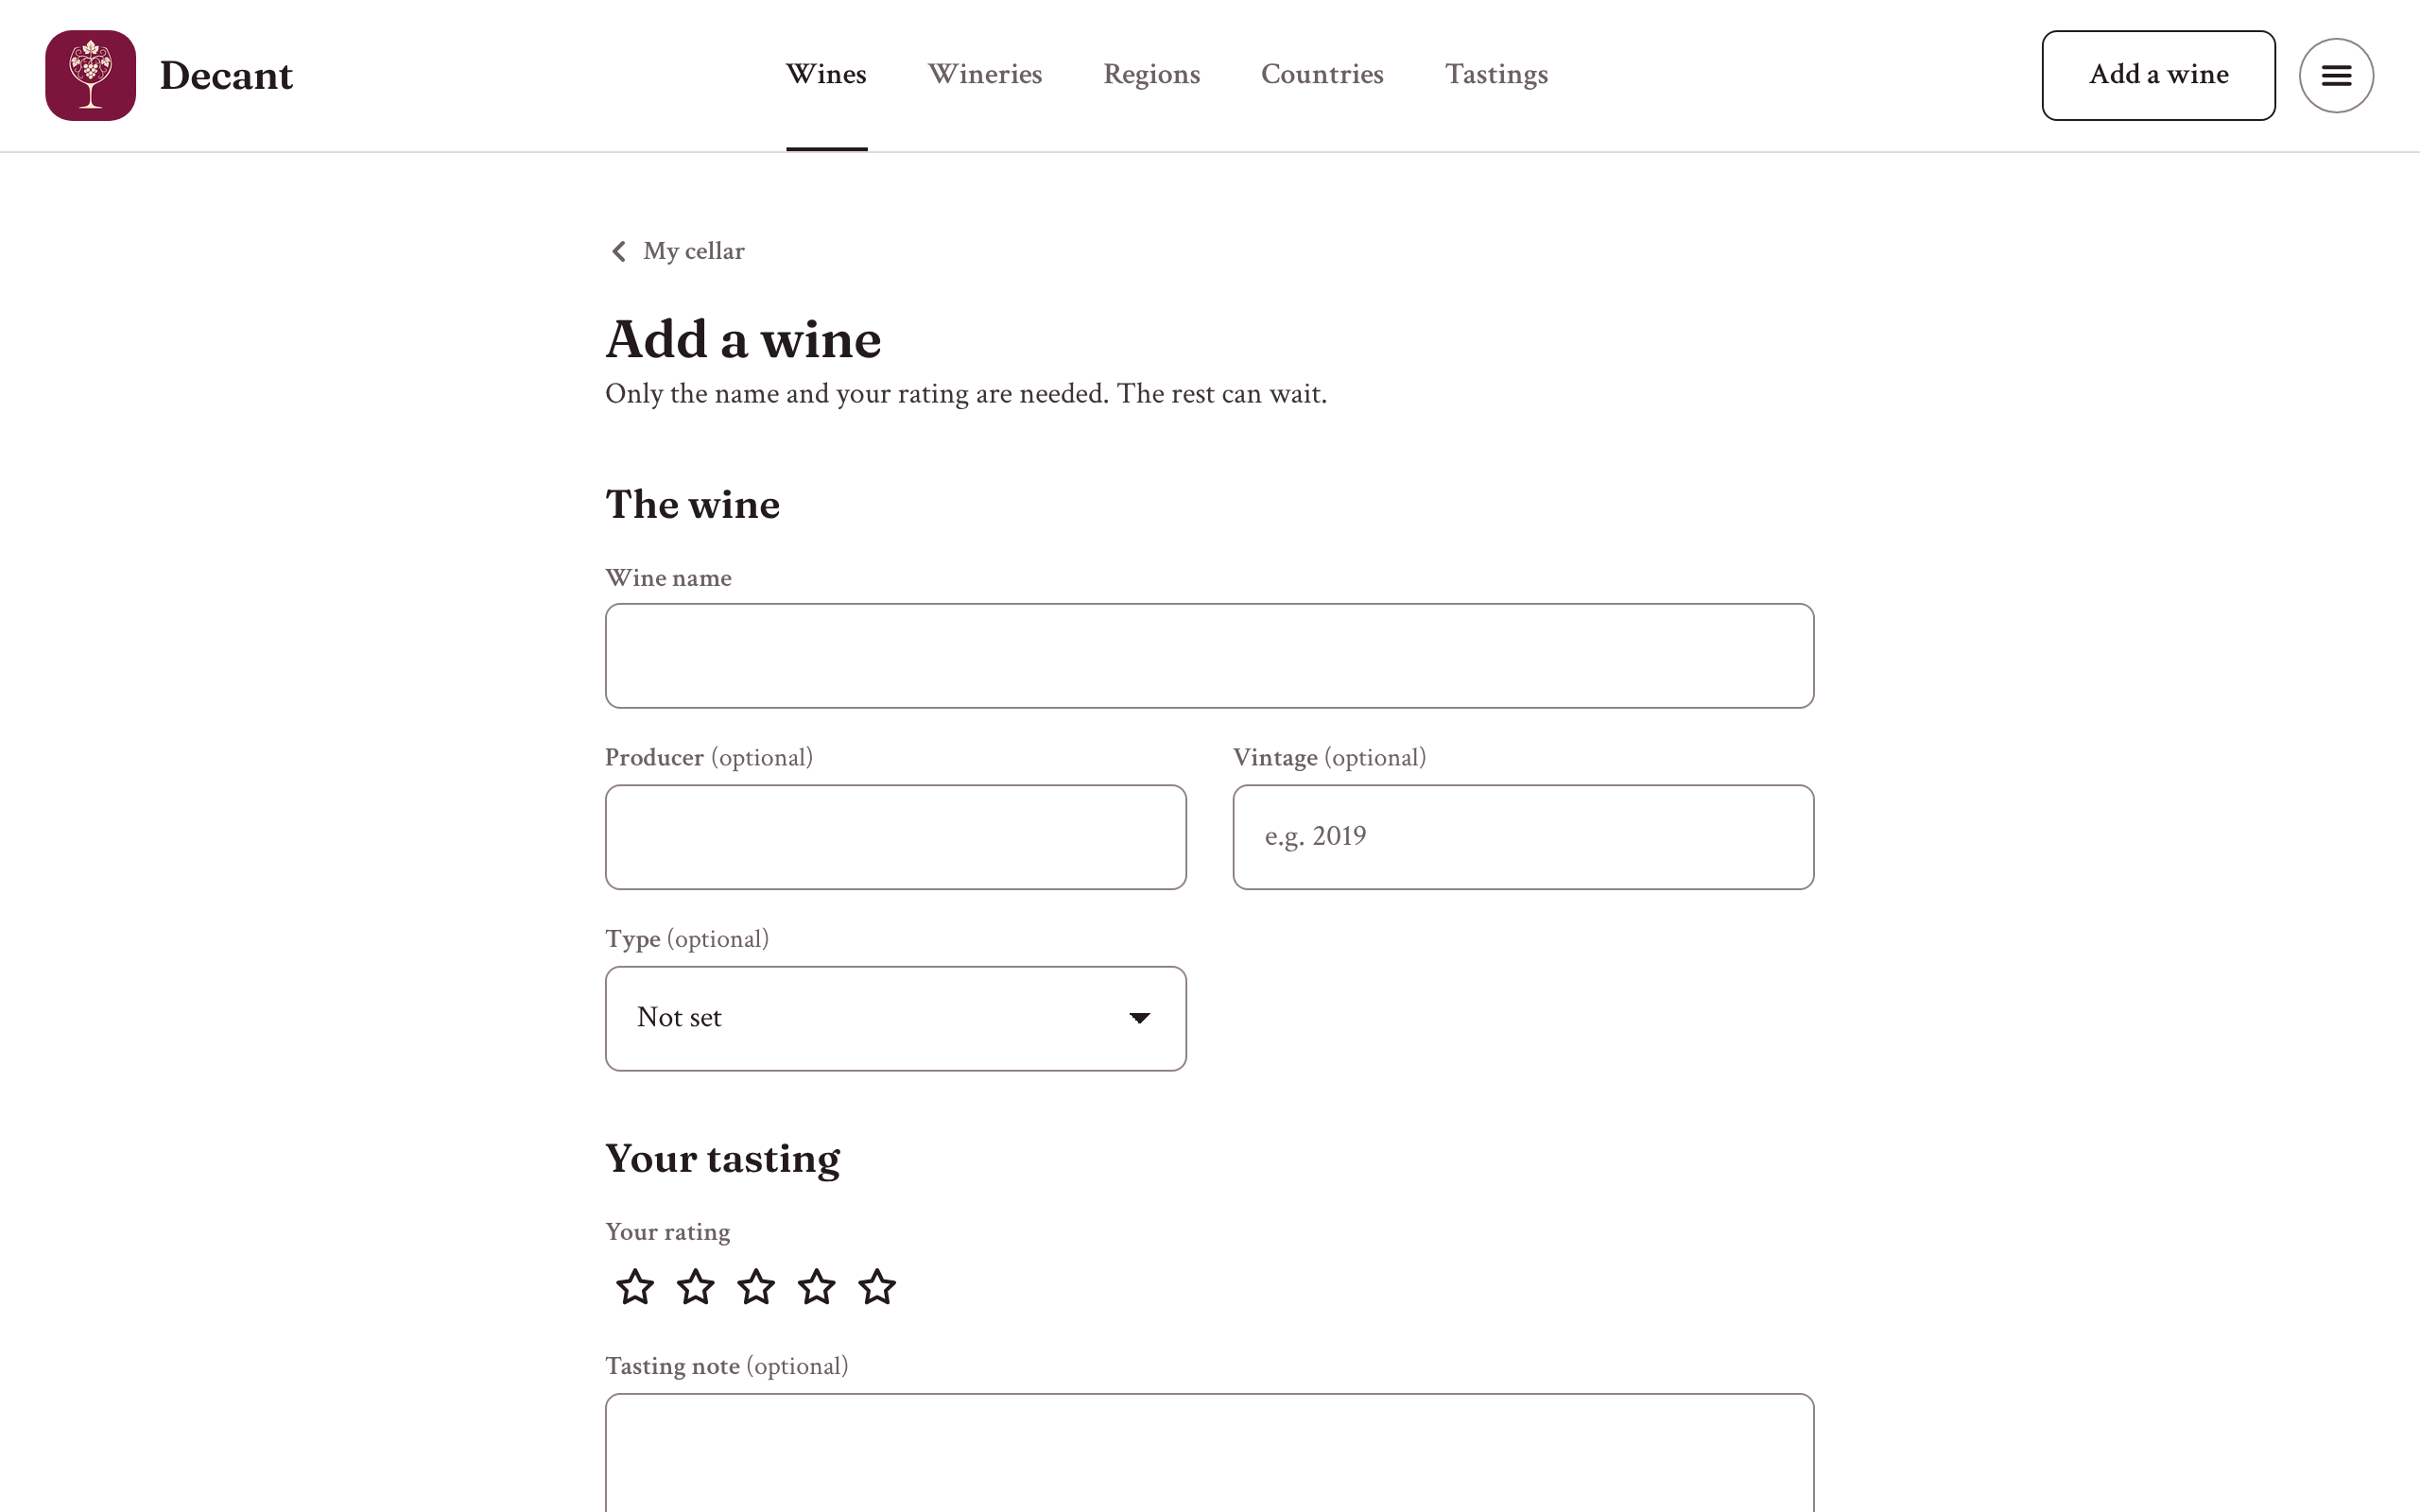 Decant
Wines
Wineries
Regions
Countries
Tastings
Add a wine
My cellar
Add a wine
Only the name and your rating are needed. The rest can wait.
The wine
Wine name
Producer (optional)
Vintage (optional)
e.g. 2019
Type (optional)
Not set
Your tasting
Your rating
Tasting note (optional)